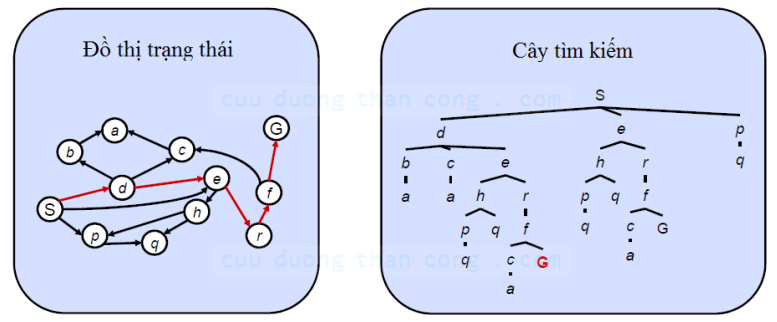 Đồ thị trạng thái
Cây tìm kiếm
cuu duong than cong . com
S
G
a
d
e
p
b
c
b
c
e
h
r
q
d
e
f
a
a
h
r
p
q
f
S
h
p
q
f
q
c
G
p
q
r
q
c
G
a
cuu duong than cong . com
a